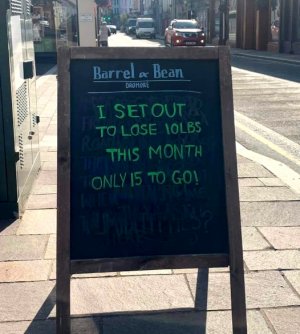 Barrel & Bean
DROMORE
I SET OUT
TO LOSE 10LBS
THIS MONTH
ONLY 15 TO GO!